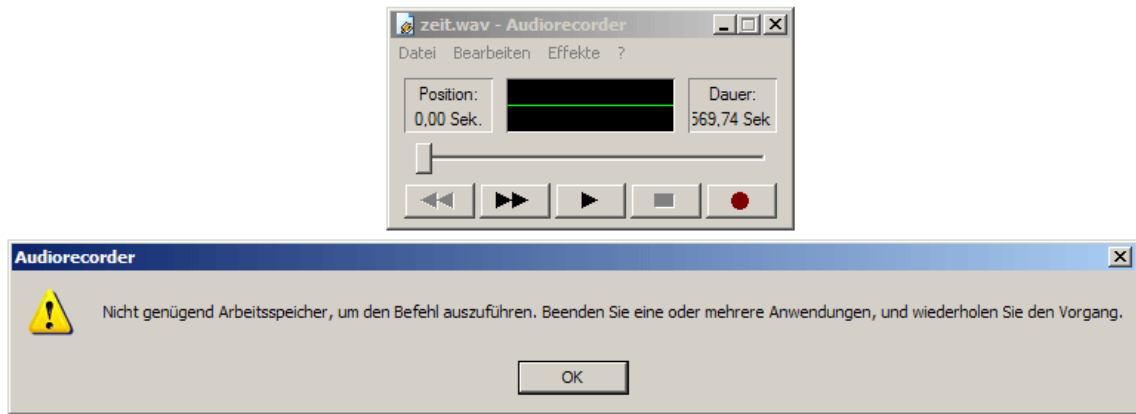 zeit.wav - Audiorecorder
Datei Bearbeiten Effekte ?
Position: Dauer:
0,00 Sek. 569,74 Sek
Audiorecorder
Nicht genügend Arbeitsspeicher, um den Befehl auszuführen. Beenden Sie eine oder mehrere Anwendungen, und wiederholen Sie den Vorgang.
OK